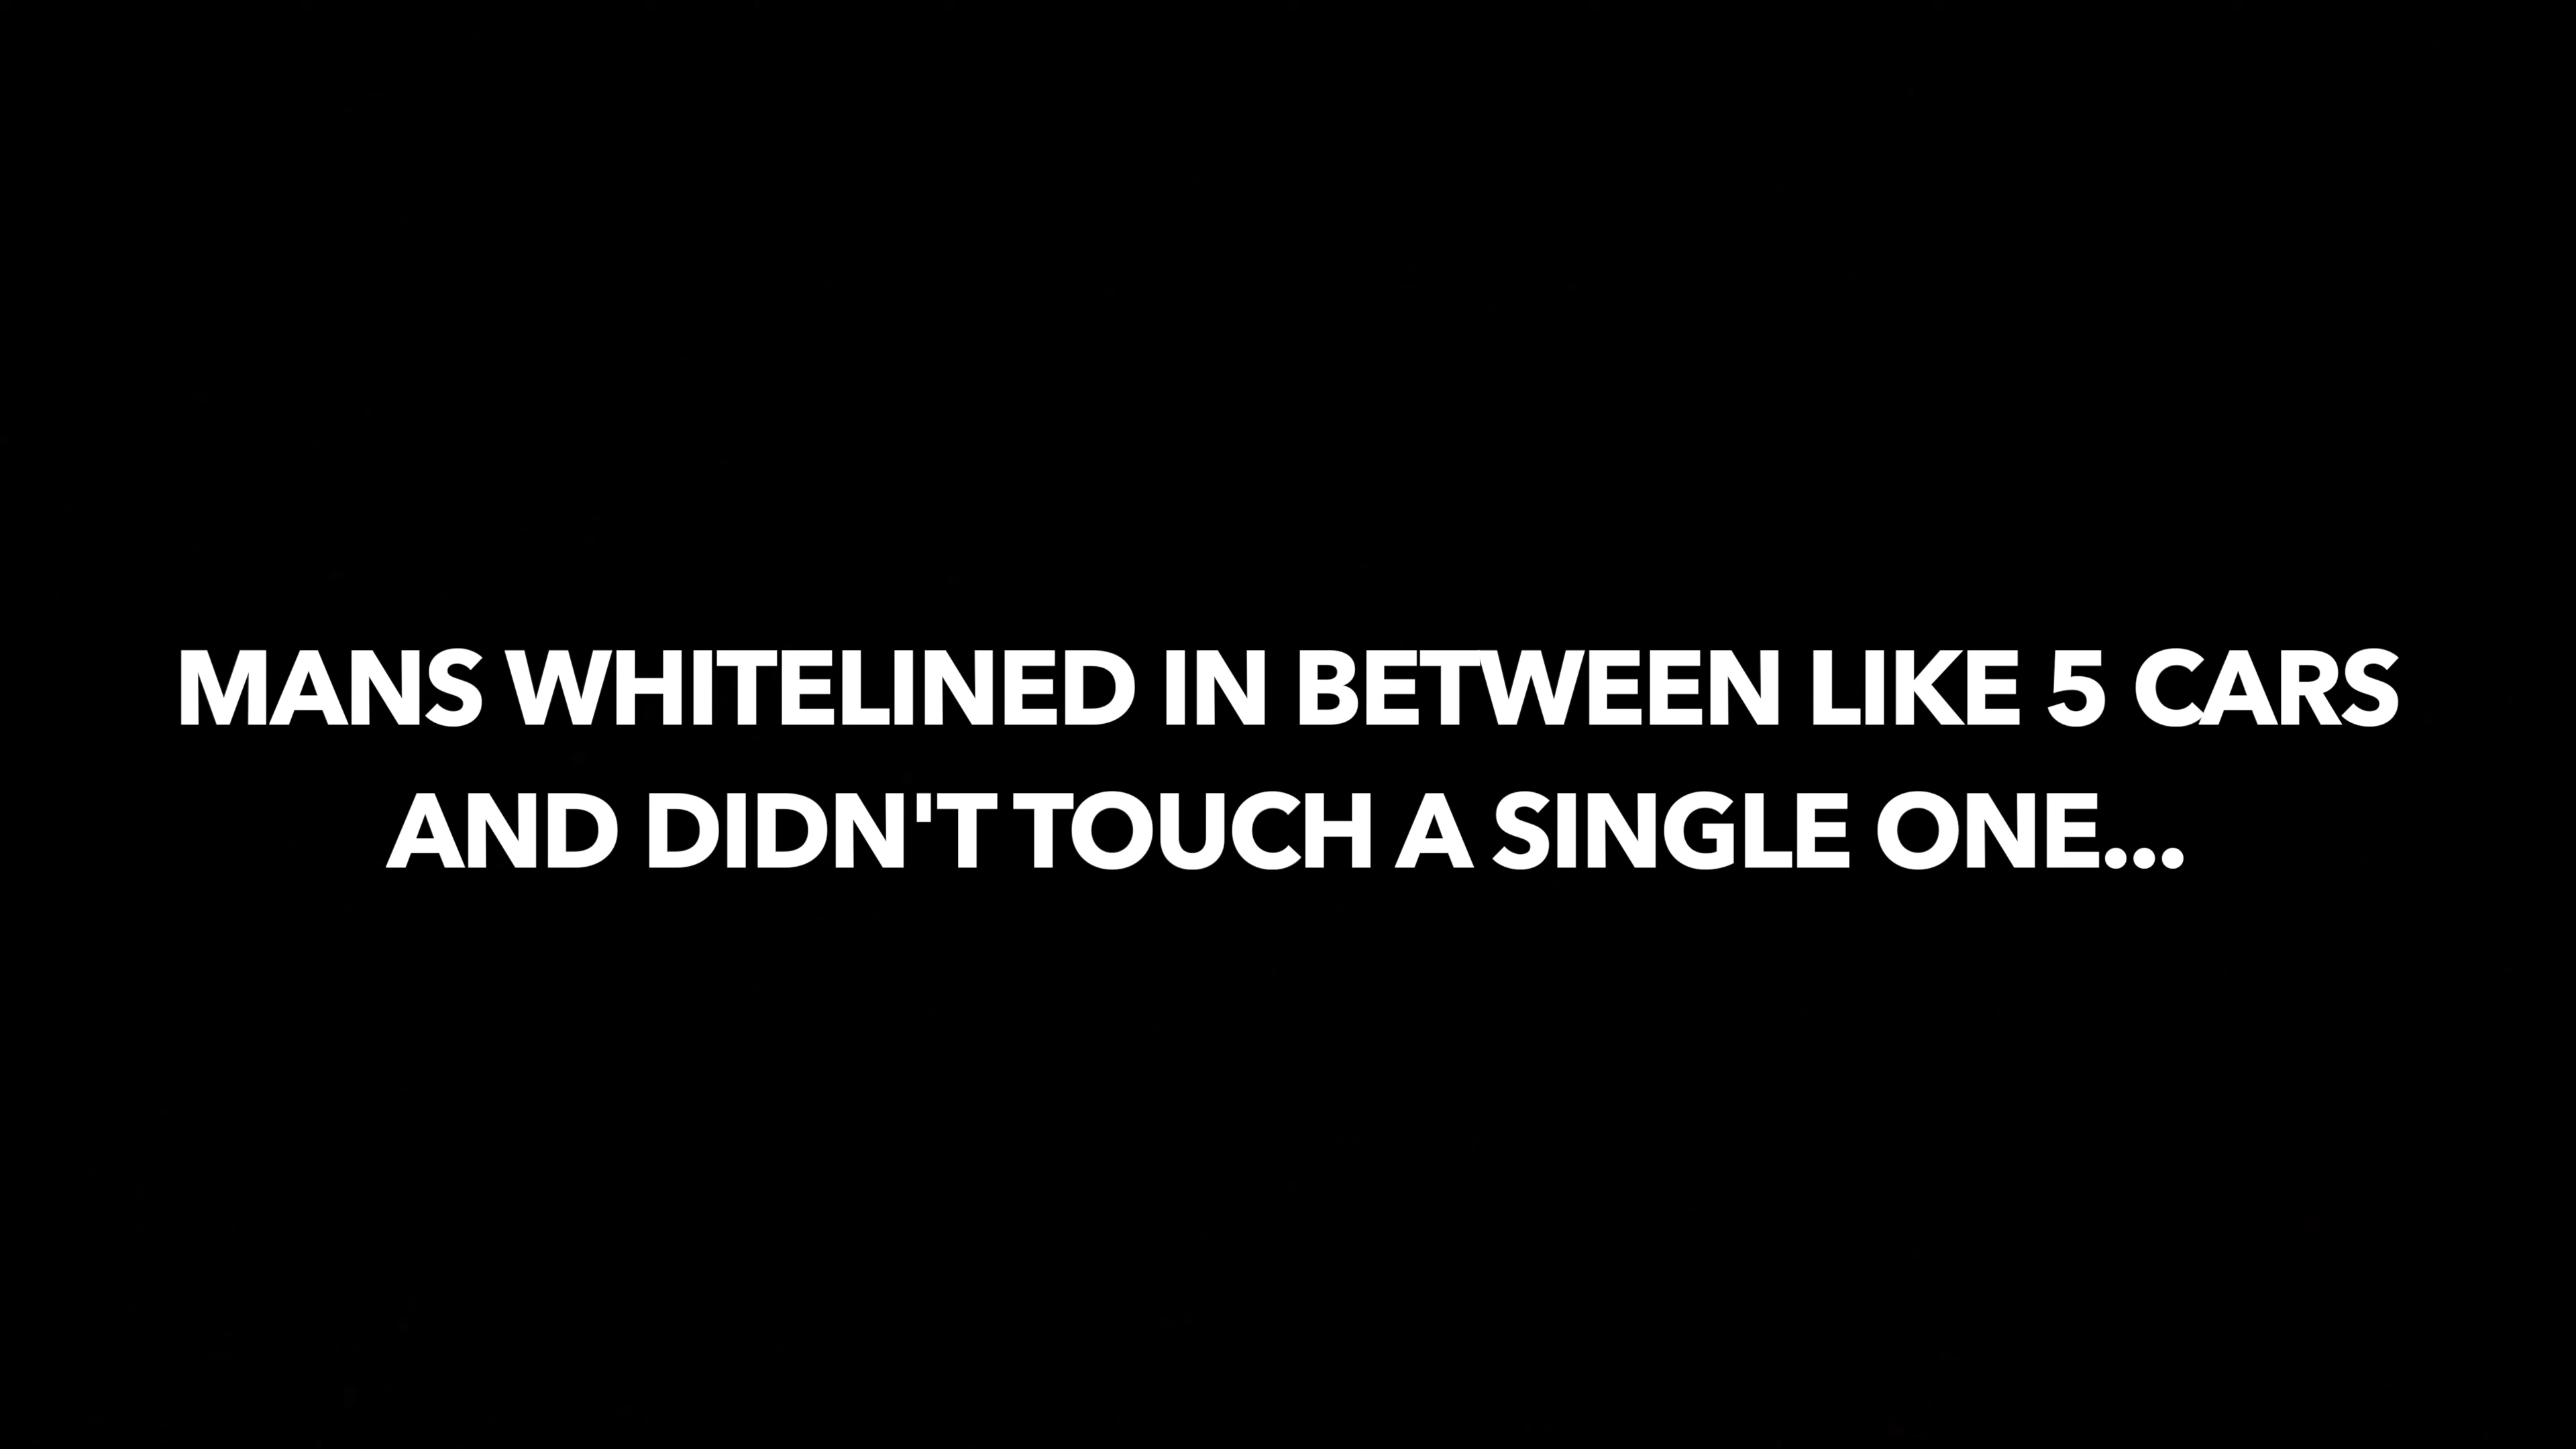 MANS WHITELINED IN BETWEEN LIKE 5 CARS
AND DIDN'T TOUCH A SINGLE ONE...